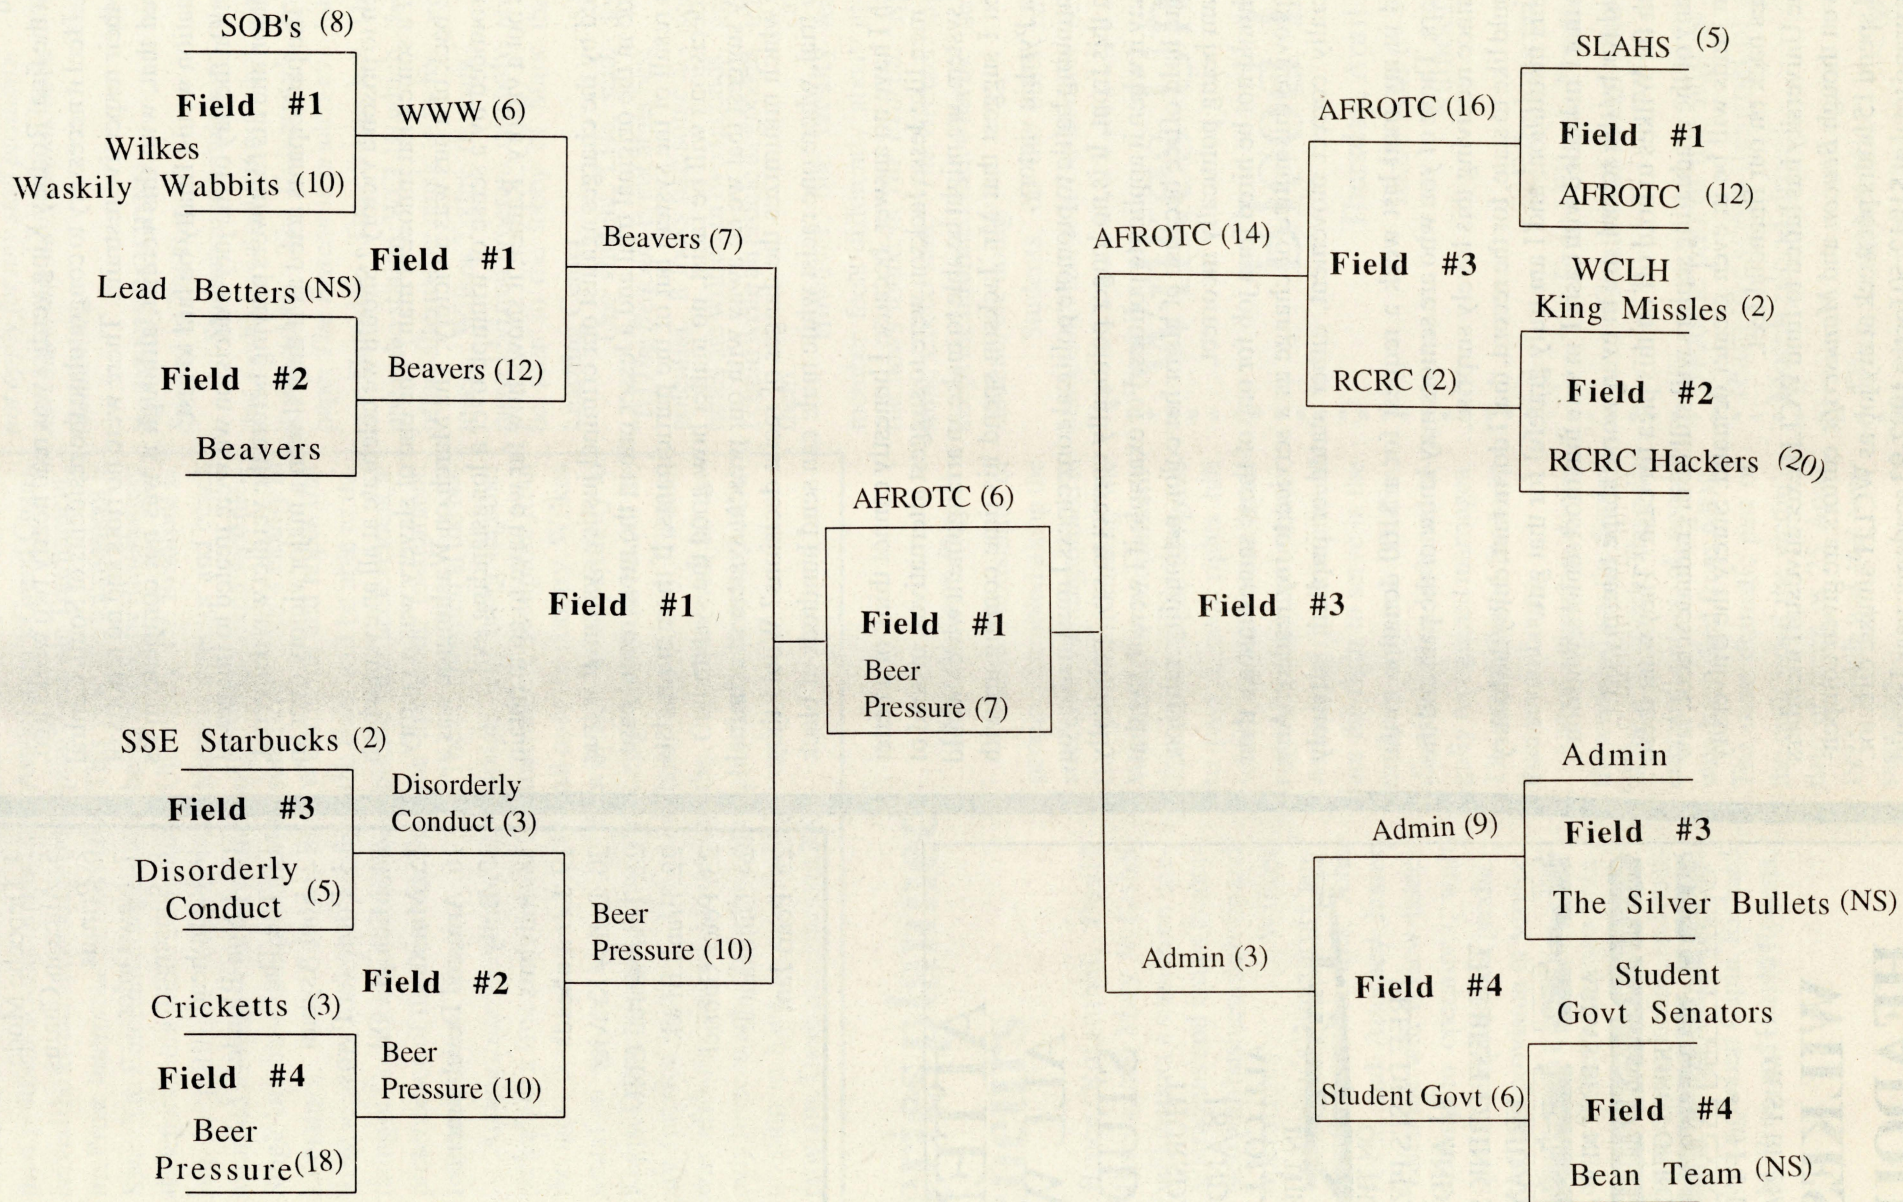 SOB's (8)
Field #1
Wilkes
Waskily Wabbits (10)
WWW (6)
Field #1
Lead Betters (NS)
Field #2
Beavers
Beavers (12)
Beavers (7)
Field #1
SSE Starbucks (2)
Field #3
Disorderly
Conduct (5)
Disorderly
Conduct (3)
Field #2
Cricketts (3)
Field #4
Beer
Pressure (18)
Beer
Pressure (10)
Beer
Pressure (10)
AFROTC (6)
Field #1
Beer
Pressure (7)
SLAHS (5)
Field #1
AFROTC (12)
AFROTC (16)
AFROTC (14)
Field #3
WCLH
King Missles (2)
Field #2
RCRC Hackers (20)
RCRC (2)
Field #3
Admin
Field #3
The Silver Bullets (NS)
Admin (9)
Admin (3)
Field #4
Student
Govt Senators
Field #4
Bean Team (NS)
Student Govt (6)